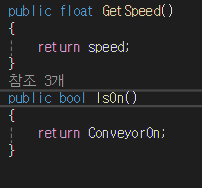 public float GetSpeed()
{
return speed;
}
참조 3개
public bool IsOn()
{
return ConveyorOn;
}